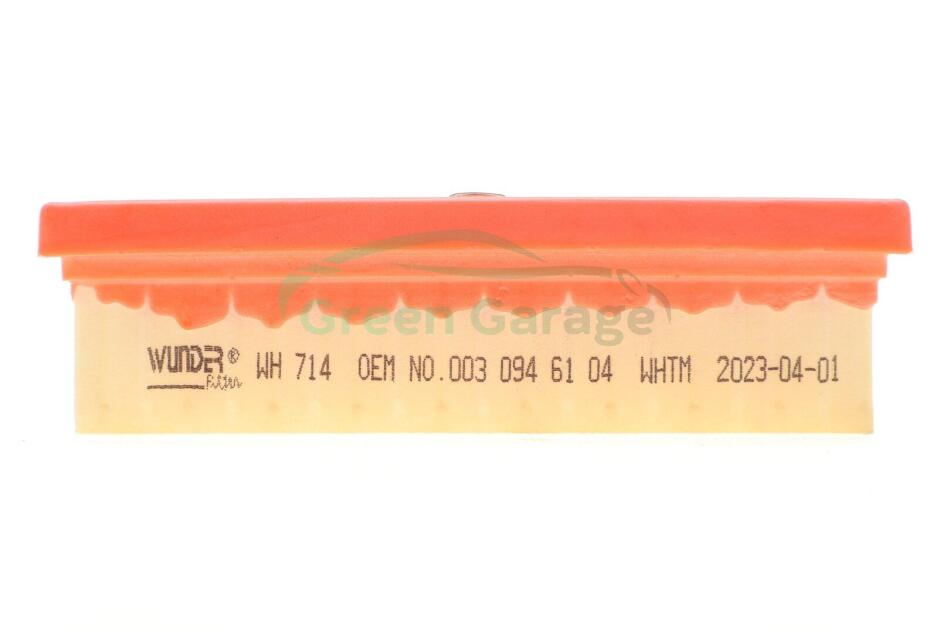 Green Garage
WUNDER® Filter WH 714 OEM NO.003 094 61 04 WHTM 2023-04-01